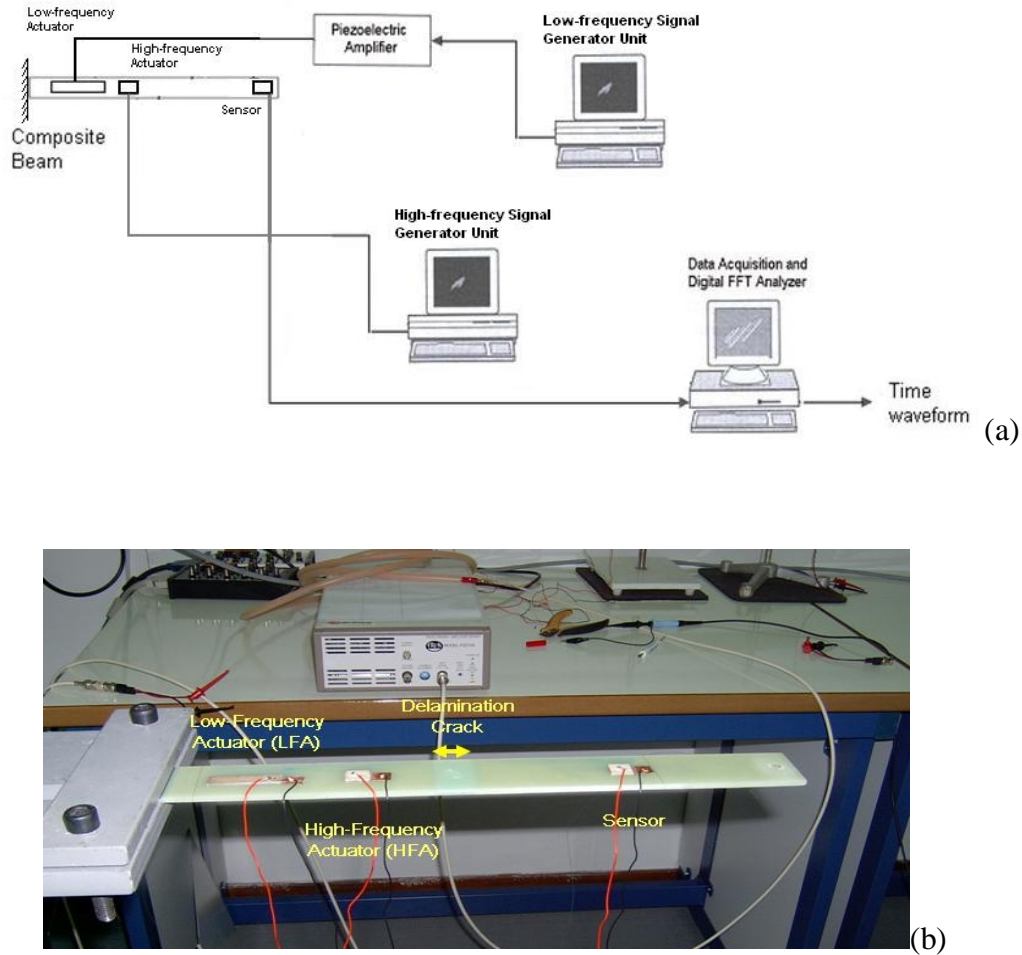 Low-frequency
Actuator
High-frequency
Actuator
Piezoelectric
Amplifier
Low-frequency Signal
Generator Unit
Sensor
Composite
Beam
High-frequency Signal
Generator Unit
Data Acquisition and
Digital FFT Analyzer
Time
waveform
(a)
Delamination
Crack
Low-Frequency
Actuator (LFA)
High-Frequency
Actuator (HFA)
Sensor
(b)